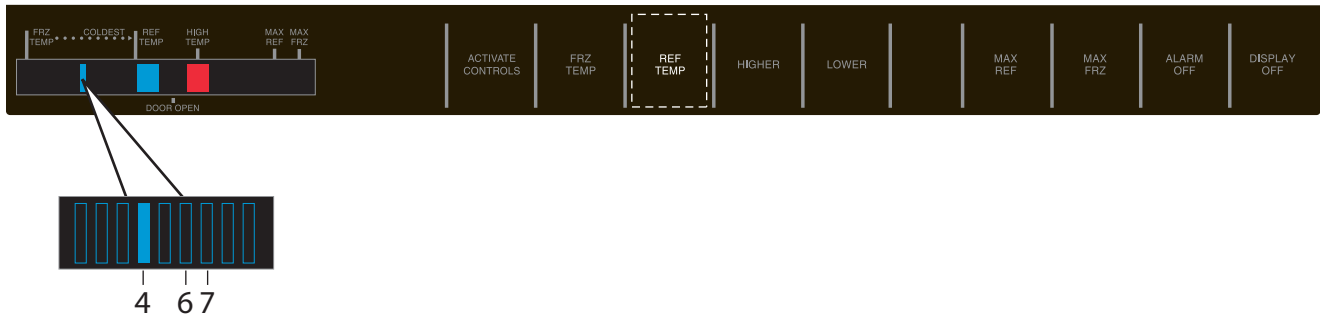 FRZ
TEMP
COLDEST
REF
TEMP
HIGH
TEMP
MAX
REF
MAX
FRZ
DOOR OPEN
ACTIVATE
CONTROLS
FRZ
TEMP
REF
TEMP
HIGHER
LOWER
MAX
REF
MAX
FRZ
ALARM
OFF
DISPLAY
OFF
4 6 7